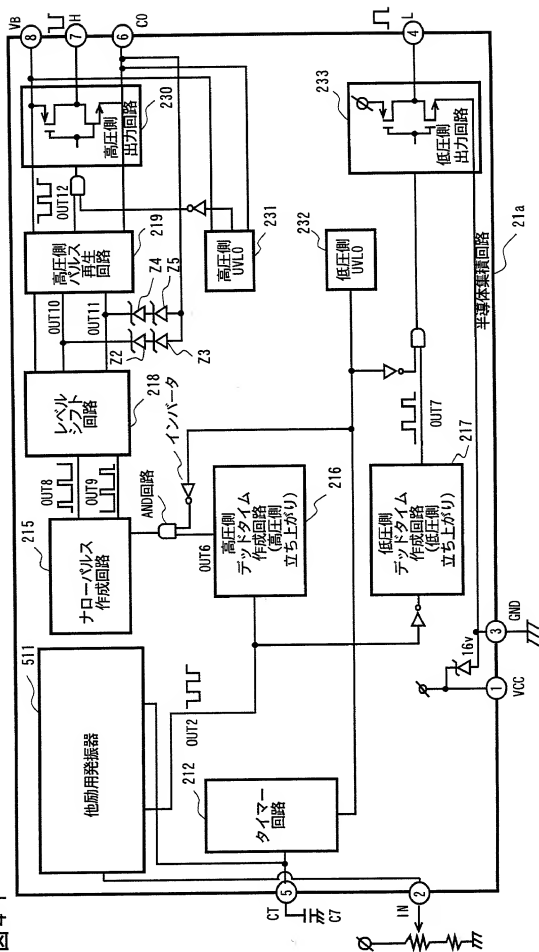 図41
511
他励用発振器
215
ナローパルス
作成回路
OUT8
OUT9
レベル
シフト
回路
218
OUT10
OUT11
高圧側
パルス
再生
回路
219
OUT12
高圧側
出力回路
230
VB
8
H
7
CO
6
Z2
Z3
Z4
Z5
高圧側
UVLO
231
AND回路
インバータ
OUT6
高圧側
デッドタイム
作成回路
(高圧側
立ち上がり)
216
OUT2
212
タイマー
回路
低圧側
UVLO
232
低圧側
デッドタイム
作成回路
(低圧側
立ち上がり)
217
OUT7
低圧側
出力回路
233
L
4
半導体集積回路
21a
CT
5
C7
IN
2
16v
1
VCC
3
GND